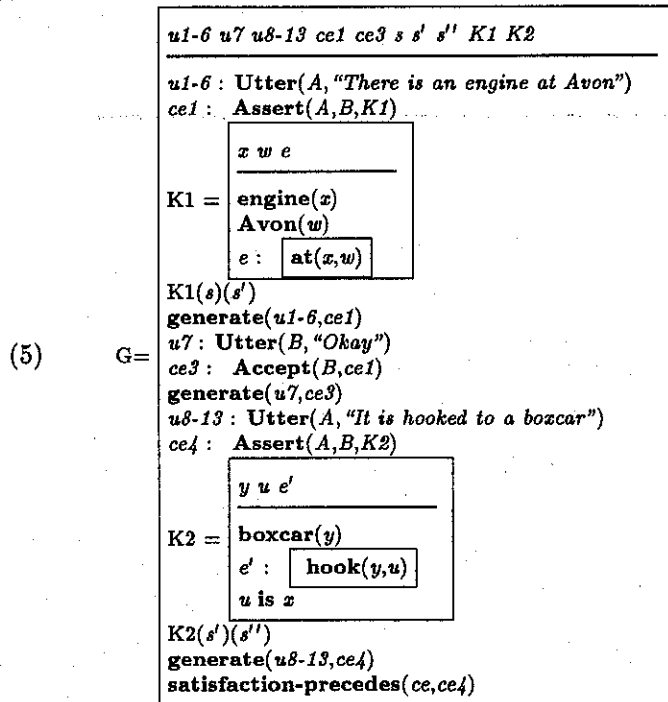 u1-6 u7 u8-13 ce1 ce3 s s' s'' K1 K2
u1-6 : Utter(A, "There is an engine at Avon")
ce1 : Assert(A,B,K1)
x w e
K1 = engine(x)
Avon(w)
e : at(x,w)
K1(s)(s')
generate(u1-6,ce1)
u7 : Utter(B, "Okay")
(5) G= ce3 : Accept(B,ce1)
generate(u7,ce3)
u8-13 : Utter(A, "It is hooked to a boxcar")
ce4 : Assert(A,B,K2)
y u e'
K2 = boxcar(y)
e' : hook(y,u)
u is x
K2(s')(s'')
generate(u8-13,ce4)
satisfaction-precedes(ce,ce4)